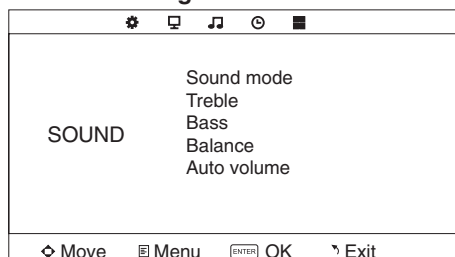 Sound mode
Treble
SOUND
Bass
Balance
Auto volume
Move Menu ENTER OK Exit